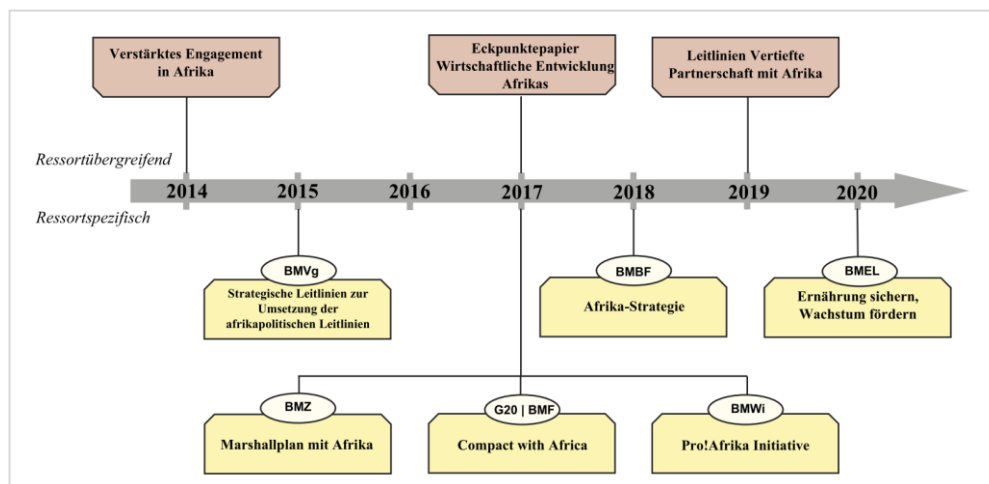 Verstärktes Engagement
in Afrika
Eckpunktepapier
Wirtschaftliche Entwicklung
Afrikas
Leitlinien Vertiefte
Partnerschaft mit Afrika
Ressortübergreifend
2014 2015 2016 2017 2018 2019 2020
Ressortspezifisch
BMVg
Strategische Leitlinien zur
Umsetzung der
afrikapolitischen Leitlinien
BMBF
Afrika-Strategie
BMEL
Ernährung sichern,
Wachstum fördern
BMZ
Marshallplan mit Afrika
G20 | BMF
Compact with Africa
BMWi
Pro!Afrika Initiative